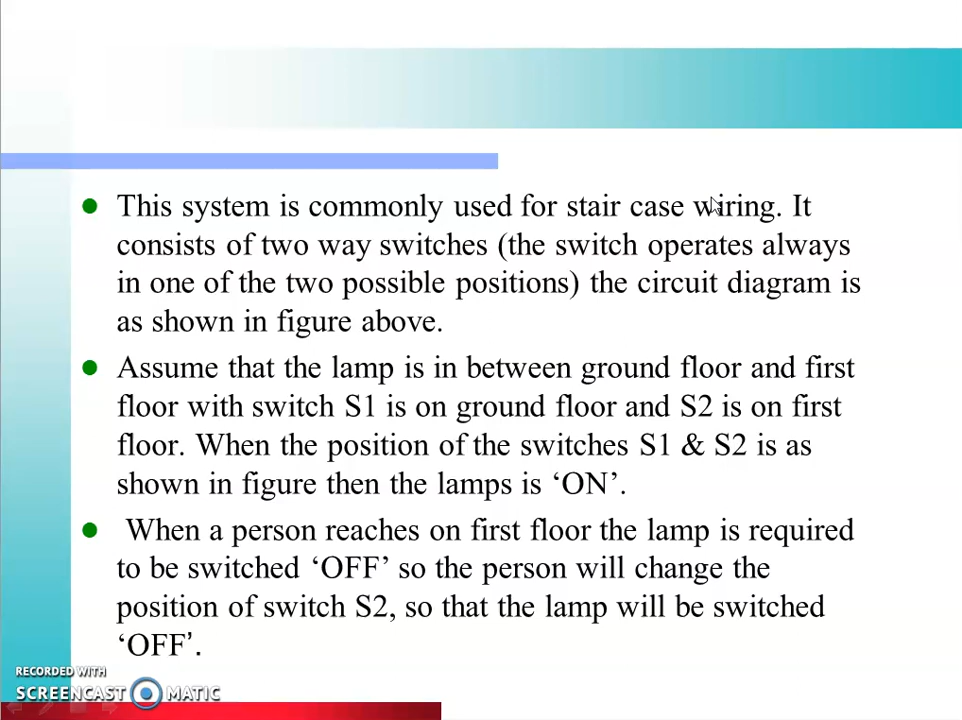 This system is commonly used for stair case wiring. It
consists of two way switches (the switch operates always
in one of the two possible positions) the circuit diagram is
as shown in figure above.
Assume that the lamp is in between ground floor and first
floor with switch S1 is on ground floor and S2 is on first
floor. When the position of the switches S1 & S2 is as
shown in figure then the lamps is ‘ON’.
When a person reaches on first floor the lamp is required
to be switched ‘OFF’ so the person will change the
position of switch S2, so that the lamp will be switched
‘OFF’.
RECORDED WITH
SCREENCAST MATIC